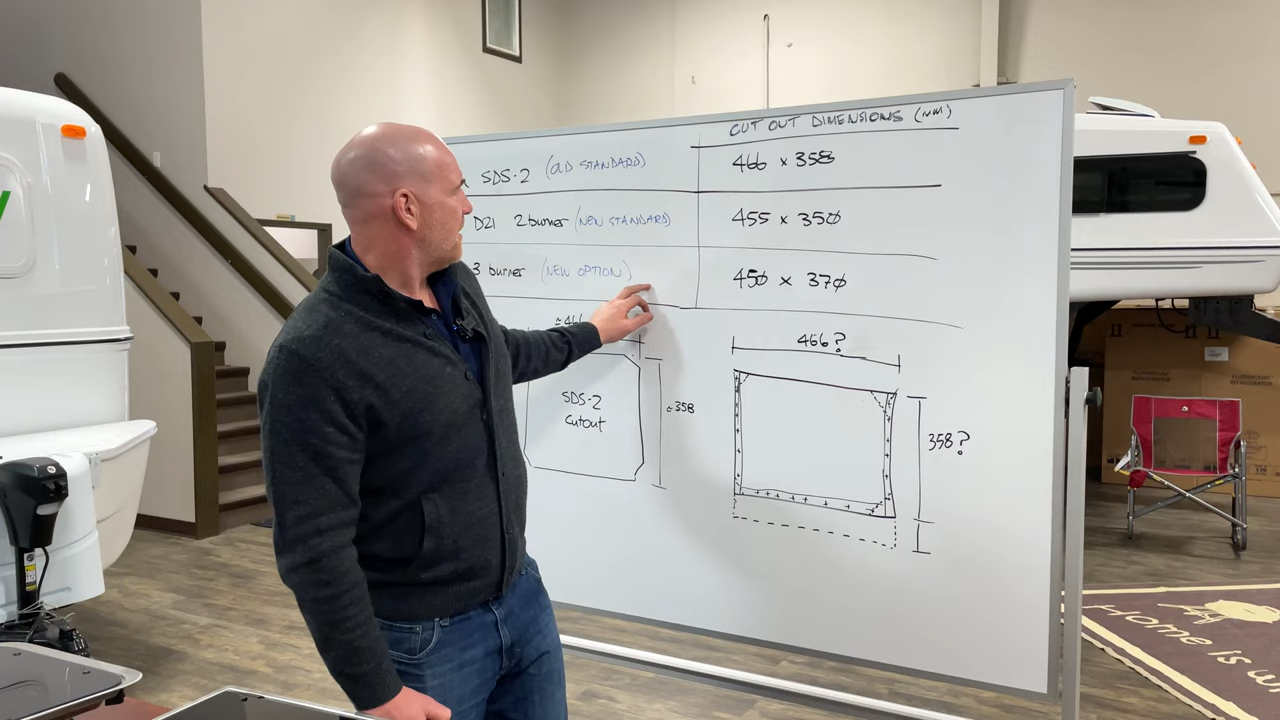 CUT OUT DIMENSIONS (MM)
SDS-2 (OLD STANDARD) 466 x 358
D21 2 burner (NEW STANDARD) 455 x 350
3 burner (NEW OPTION) 450 x 370
≈466
SDS-2
cutout
≈358
466?
358?
Home is